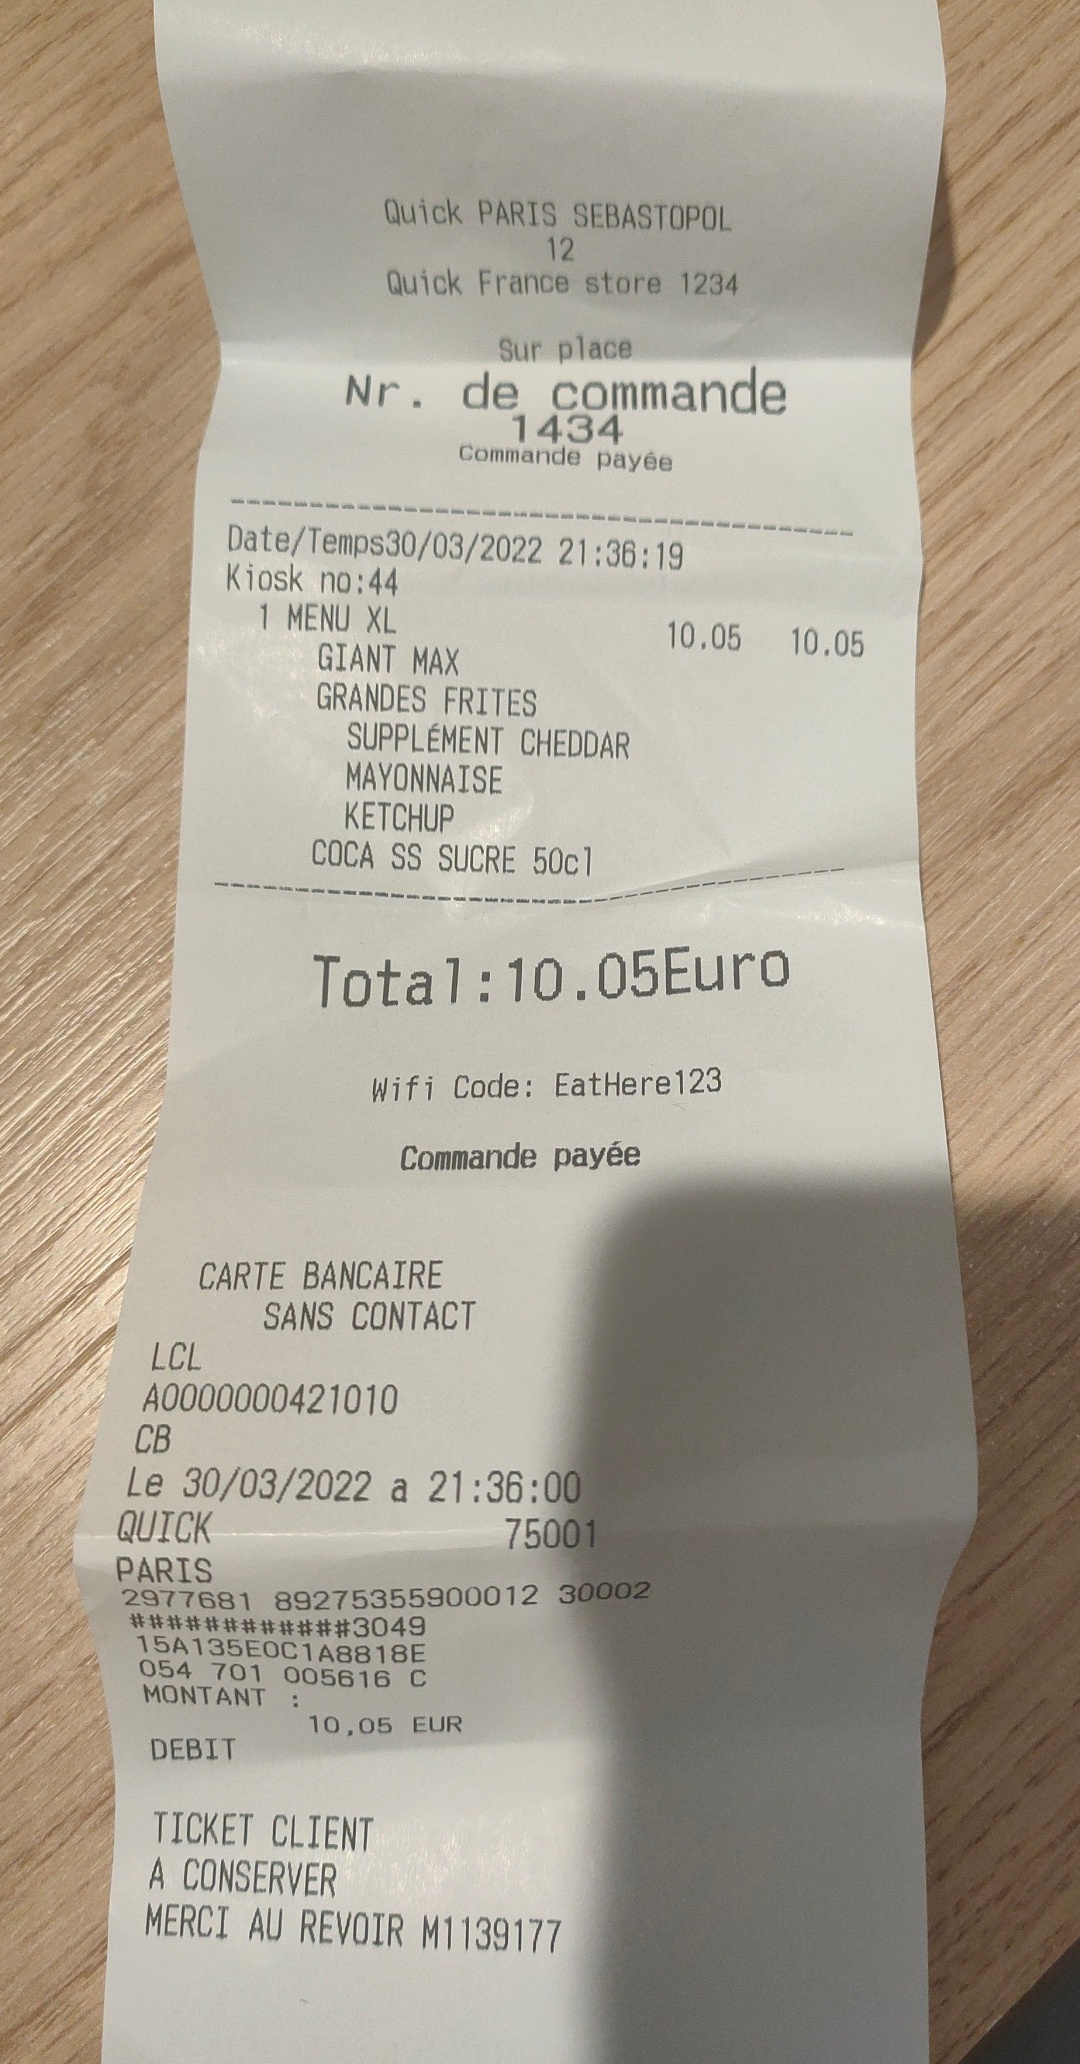 Quick PARIS SEBASTOPOL
12
Quick France store 1234
Sur place
Nr. de commande
1434
Commande payée
Date/Temps30/03/2022 21:36:19
Kiosk no:44
1 MENU XL 10.05 10.05
GIANT MAX
GRANDES FRITES
SUPPLÉMENT CHEDDAR
MAYONNAISE
KETCHUP
COCA SS SUCRE 50cl
Total:10.05Euro
Wifi Code: EatHere123
Commande payée
CARTE BANCAIRE
SANS CONTACT
LCL
A0000000421010
CB
Le 30/03/2022 a 21:36:00
QUICK 75001
PARIS
2977681 89275355900012 30002
############3049
15A135E0C1A8818E
054 701 005616 C
MONTANT :
10,05 EUR
DEBIT
TICKET CLIENT
A CONSERVER
MERCI AU REVOIR M1139177